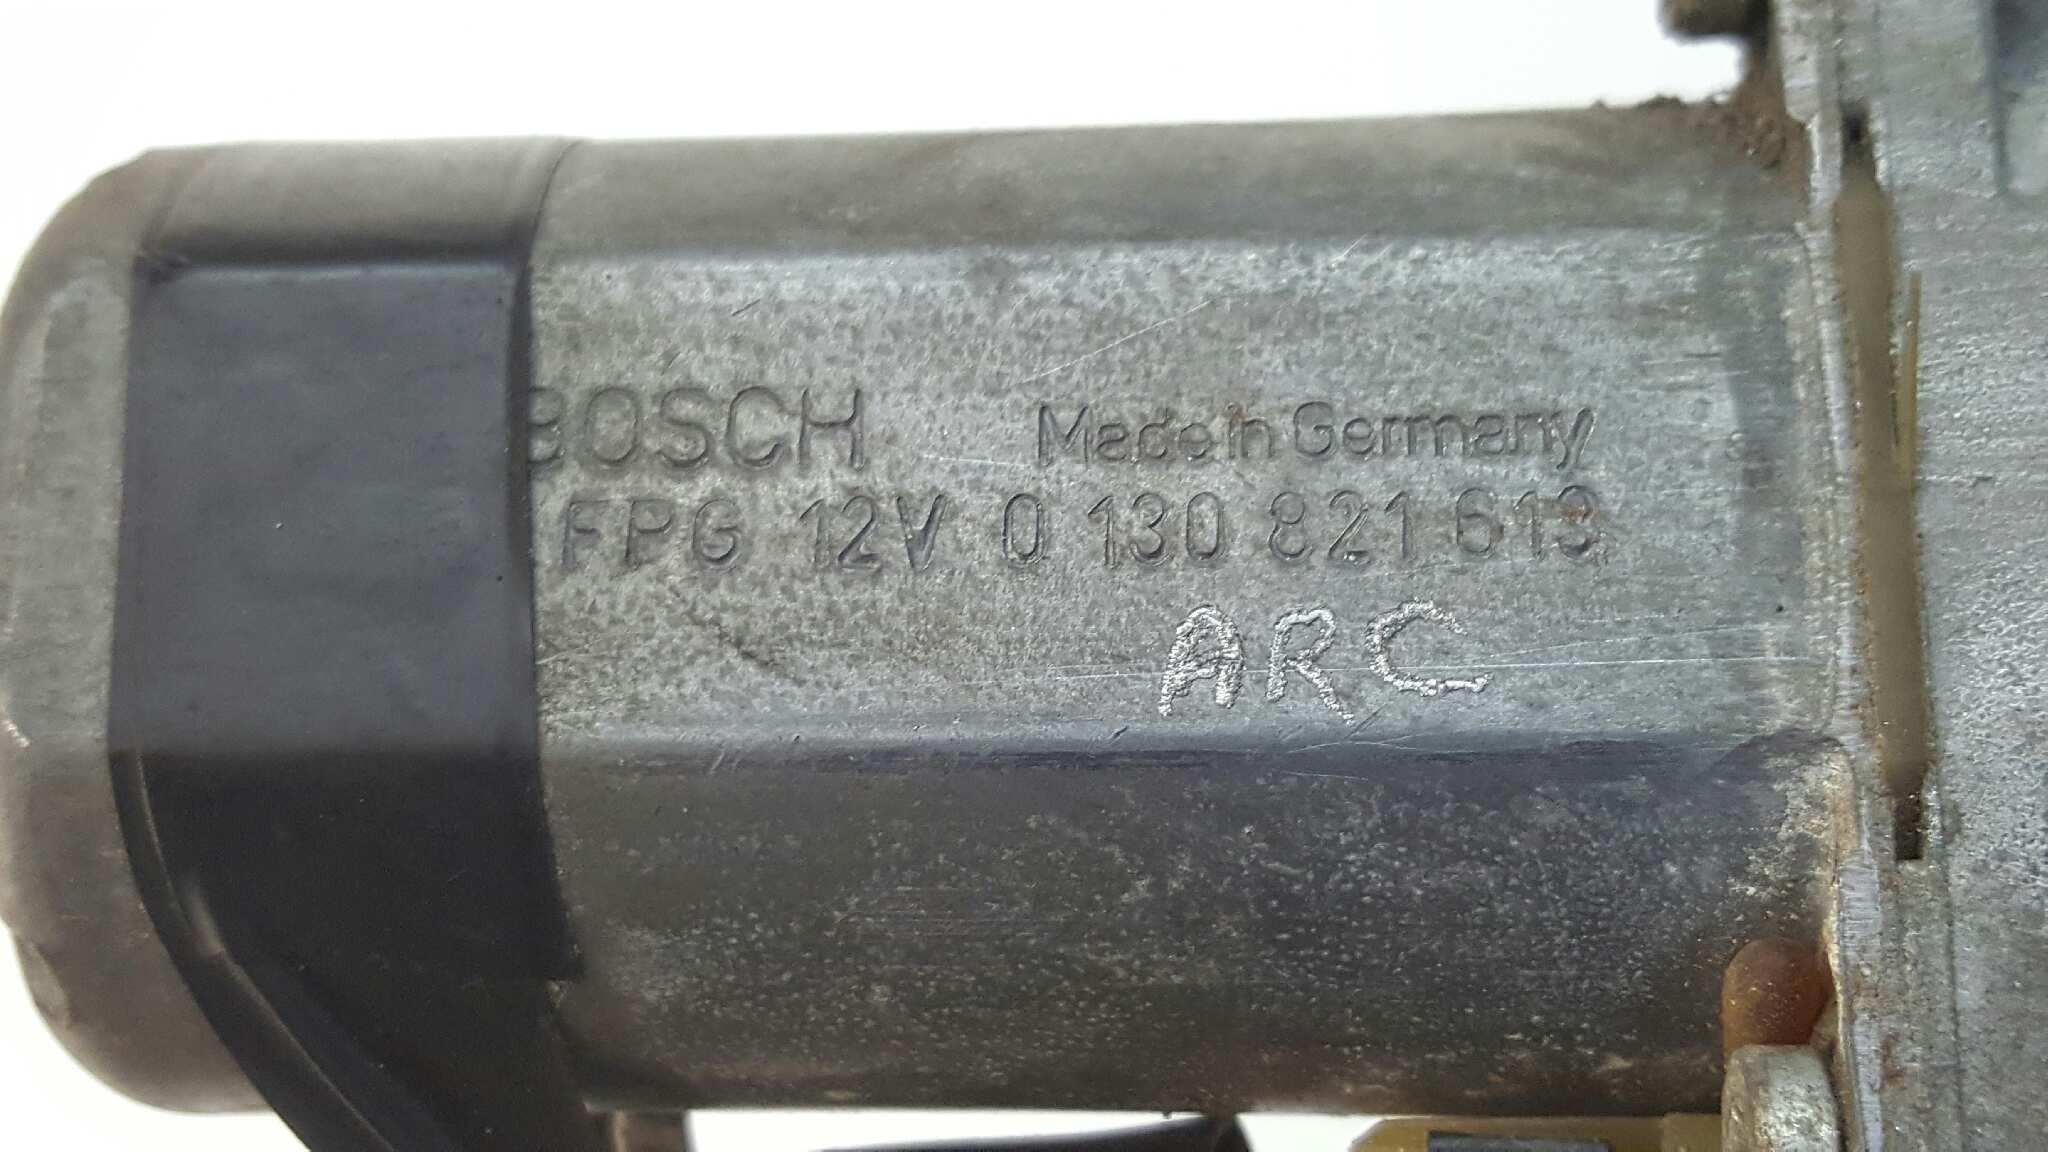 BOSCH Made in Germany
FPG 12V 0 130 821 613
ARC